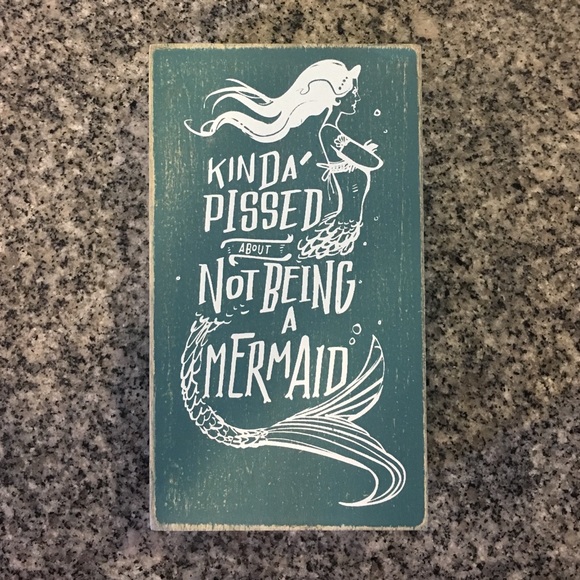 KINDA'
PISSED
ABOUT
NOT BEING
A
MERMAID